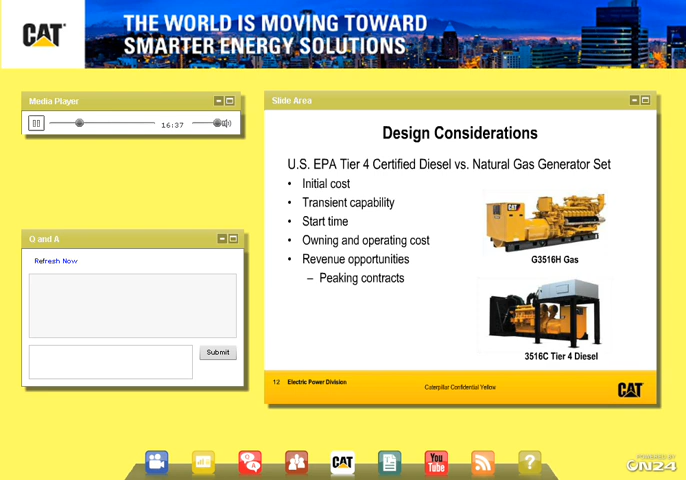 CAT
THE WORLD IS MOVING TOWARD
SMARTER ENERGY SOLUTIONS.
Media Player
16:37
Q and A
Refresh Now
Submit
Slide Area
Design Considerations
U.S. EPA Tier 4 Certified Diesel vs. Natural Gas Generator Set
• Initial cost
• Transient capability
• Start time
• Owning and operating cost
• Revenue opportunities
– Peaking contracts
G3516H Gas
3516C Tier 4 Diesel
12 Electric Power Division
Caterpillar Confidential Yellow
CAT
Q
A
CAT
You
Tube
?
POWERED BY
ON24